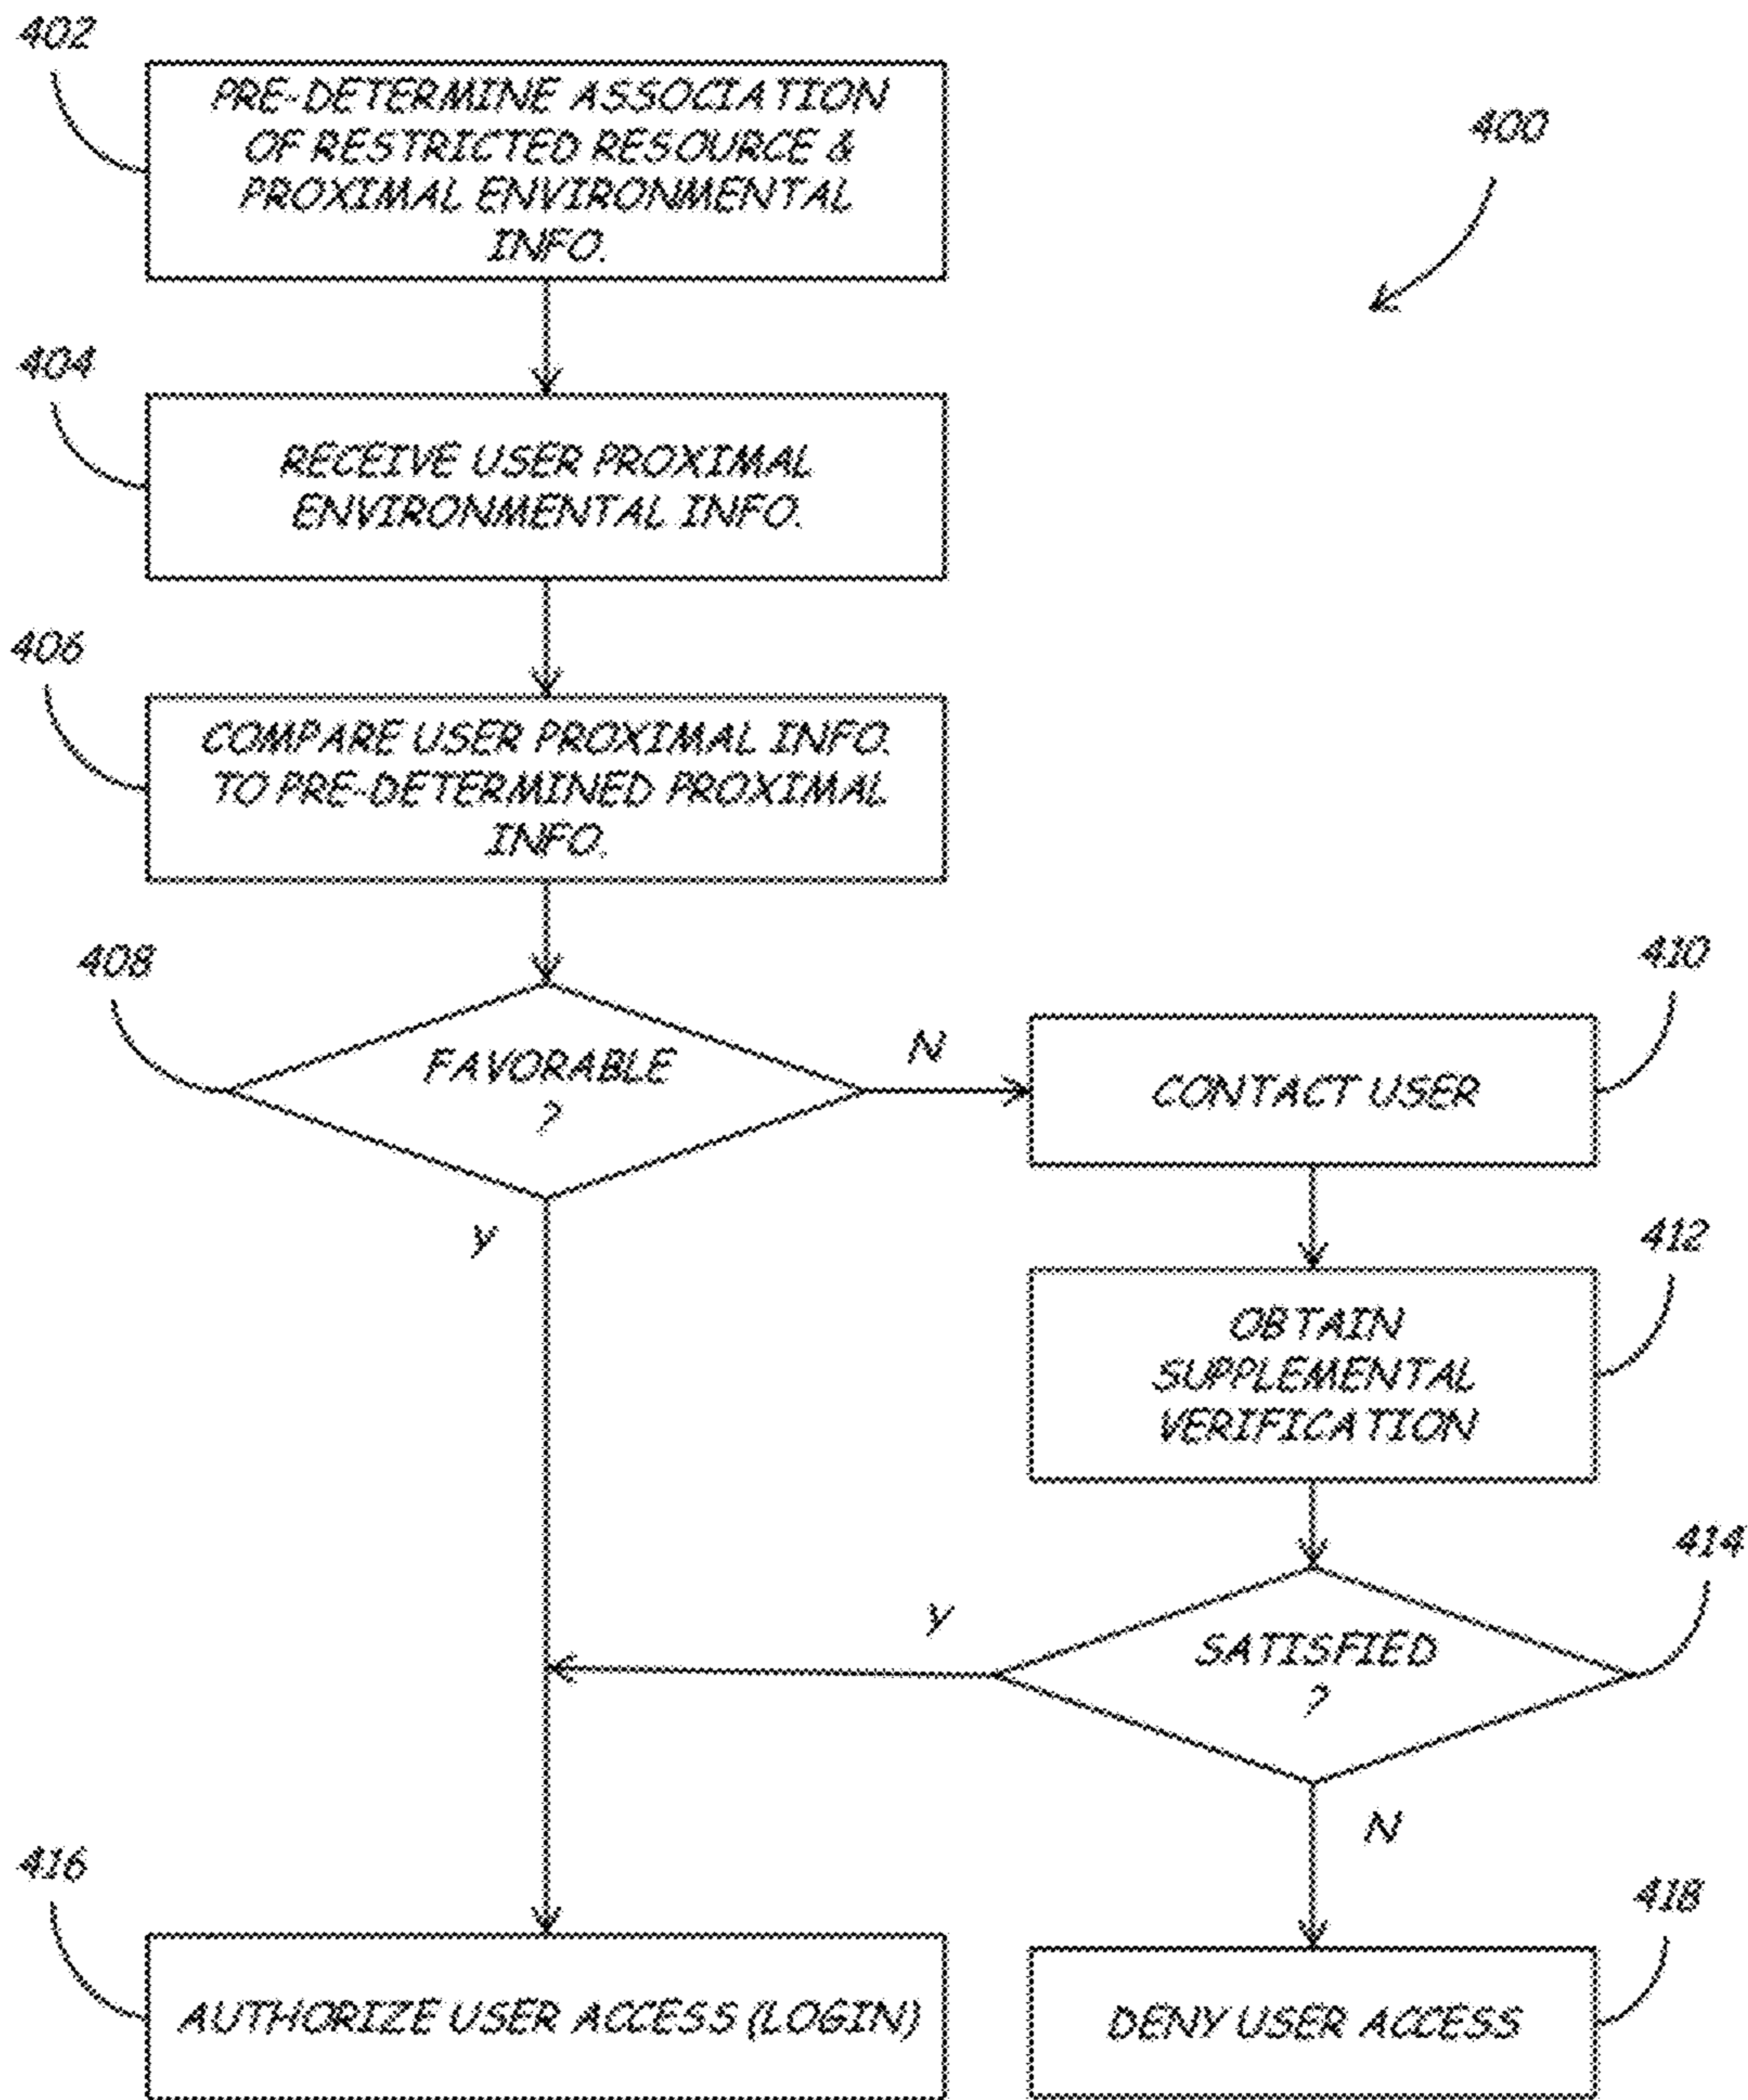 402
PRE-DETERMINE ASSOCIATION
OF RESTRICTED RESOURCE &
PROXIMAL ENVIRONMENTAL
INFO.
400
404
RECEIVE USER PROXIMAL
ENVIRONMENTAL INFO.
406
COMPARE USER PROXIMAL INFO.
TO PRE-DETERMINED PROXIMAL
INFO.
408
FAVORABLE
?
N
Y
410
CONTACT USER
412
OBTAIN
SUPPLEMENTAL
VERIFICATION
414
SATISFIED
?
Y
N
416
AUTHORIZE USER ACCESS (LOGIN)
418
DENY USER ACCESS